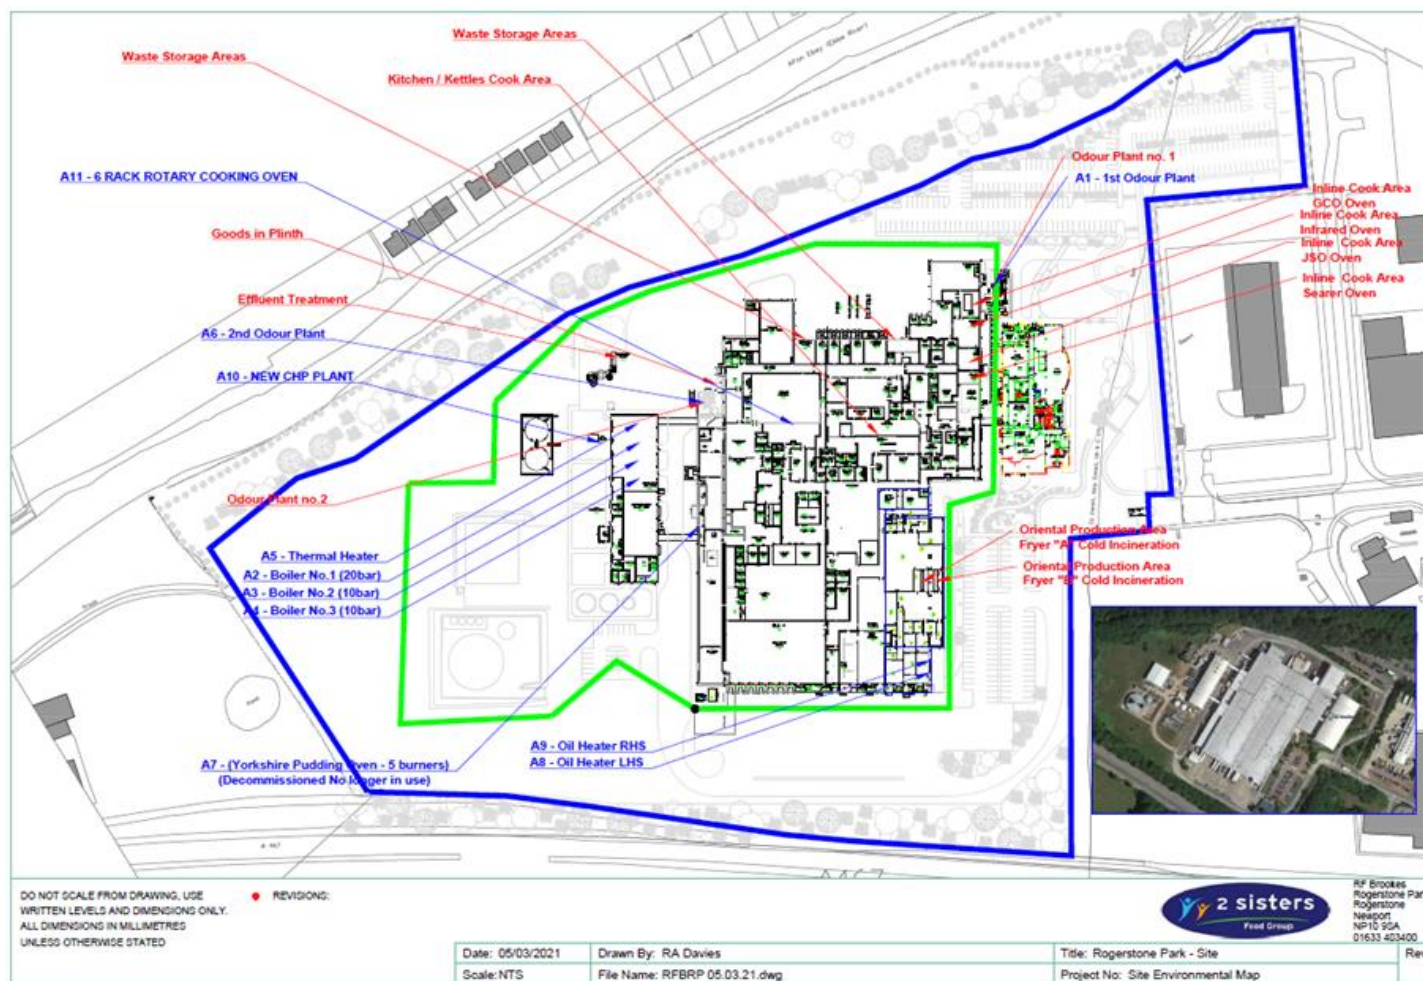 Waste Storage Areas
Waste Storage Areas
Kitchen / Kettles Cook Area
A11 - 6 RACK ROTARY COOKING OVEN
Goods in Plinth
Effluent Treatment
A6 - 2nd Odour Plant
A10 - NEW CHP PLANT
Odour Plant no. 1
A1 - 1st Odour Plant
Inline Cook Area
GCO Oven
Inline Cook Area
Infrared Oven
Inline Cook Area
JSO Oven
Inline Cook Area
Searer Oven
Odour Plant no.2
A5 - Thermal Heater
A2 - Boiler No.1 (20bar)
A3 - Boiler No.2 (10bar)
A4 - Boiler No.3 (10bar)
Oriental Production Area
Fryer "A" Cold Incineration
Oriental Production Area
Fryer "B" Cold Incineration
A9 - Oil Heater RHS
A8 - Oil Heater LHS
A7 - (Yorkshire Pudding Oven - 5 burners)
(Decommissioned No longer in use)
Track
DO NOT SCALE FROM DRAWING, USE
WRITTEN LEVELS AND DIMENSIONS ONLY.
ALL DIMENSIONS IN MILLIMETRES
UNLESS OTHERWISE STATED
REVISIONS:
2 sisters
Food Group
RF Brookes
Rogerstone Par
Rogerstone
Newport
NP10 9SA
01633 403400
Date: 05/03/2021
Drawn By: RA Davies
Title: Rogerstone Park - Site
Rev
Scale: NTS
File Name: RFBRP 05.03.21.dwg
Project No: Site Environmental Map